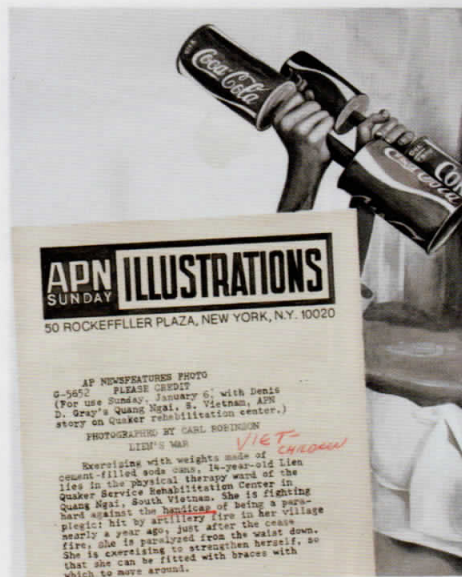 Coca-Cola
Coca-Cola
APN
SUNDAY
ILLUSTRATIONS
50 ROCKEFFLLER PLAZA, NEW YORK, N.Y. 10020
AP NEWSFEATURES PHOTO
G-5652 PLEASE CREDIT
(For use Sunday, January 6, with Denis
D. Gray's Quang Ngai, S. Vietnam, APN
story on Quaker rehabilitation center.)
PHOTOGRAPHED BY CARL ROBINSON
LIEN'S WAR
VIET-
CHILDREN
Exercising with weights made of
cement-filled soda cans, 14-year-old Lien
lies in the physical therapy ward of the
Quaker Service Rehabilitation Center in
Quang Ngai, South Vietnam. She is fighting
hard against the handicap of being a para-
plegic: hit by artillery fire in her village
nearly a year ago, just after the cease
fire, she is paralyzed from the waist down.
She is exercising to strengthen herself, so
that she can be fitted with braces with
which to move around.